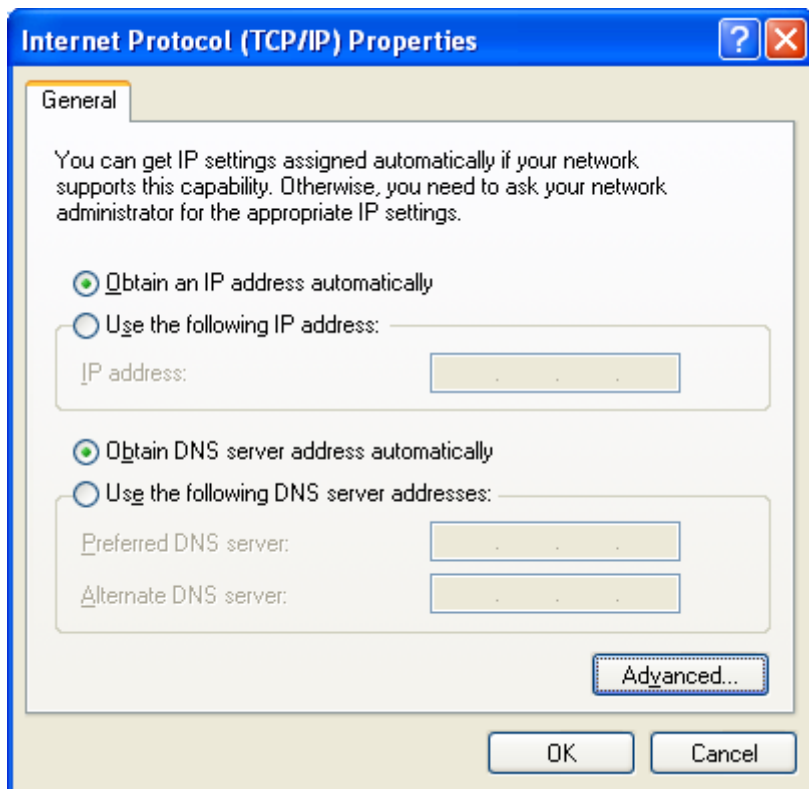 Internet Protocol (TCP/IP) Properties
General
You can get IP settings assigned automatically if your network
supports this capability. Otherwise, you need to ask your network
administrator for the appropriate IP settings.
Obtain an IP address automatically
Use the following IP address:
IP address:
Obtain DNS server address automatically
Use the following DNS server addresses:
Preferred DNS server:
Alternate DNS server:
Advanced...
OK Cancel